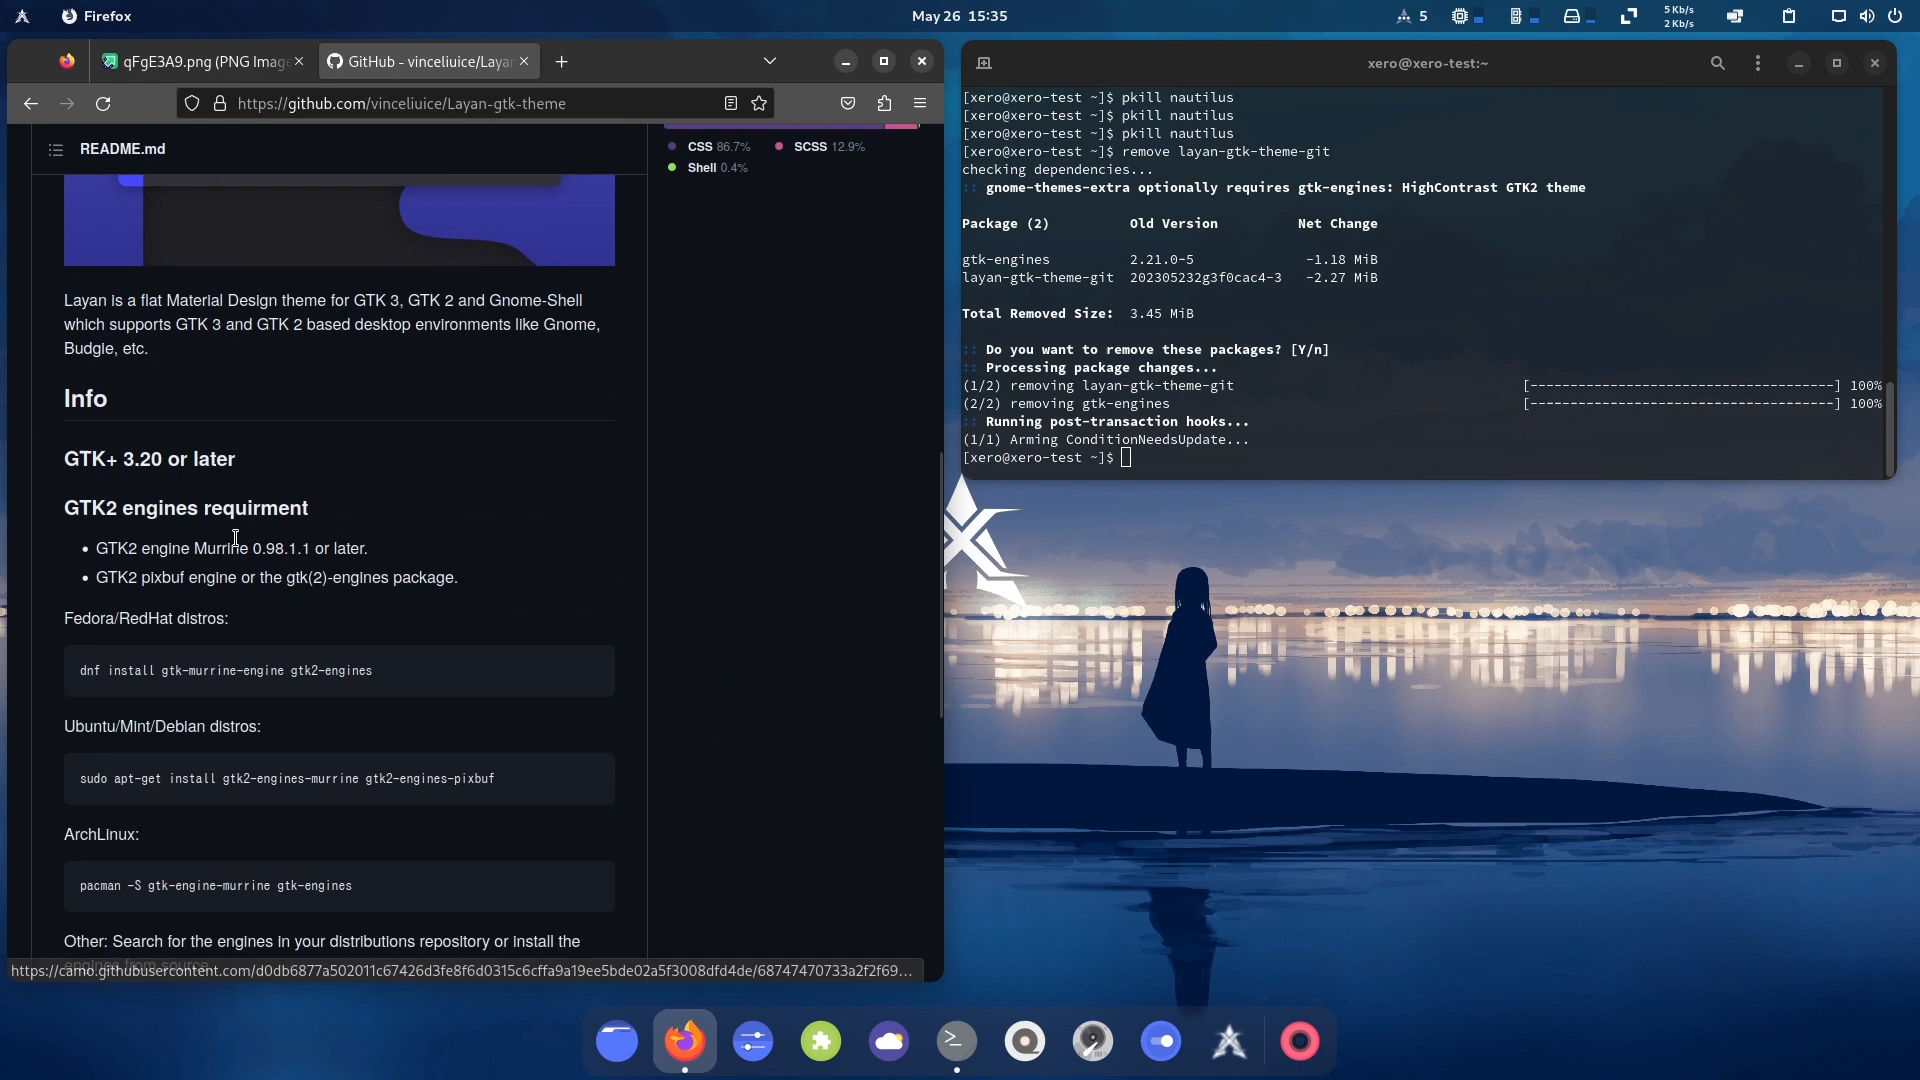 Firefox
May 26 15:35
5
5 Kb/s
2 Kb/s
qFgE3A9.png (PNG Imag
GitHub - vinceliuice/Layan
https://github.com/vinceliuice/Layan-gtk-theme
README.md
CSS 86.7%
SCSS 12.9%
Shell 0.4%
Layan is a flat Material Design theme for GTK 3, GTK 2 and Gnome-Shell
which supports GTK 3 and GTK 2 based desktop environments like Gnome,
Budgie, etc.
Info
GTK+ 3.20 or later
GTK2 engines requirment
• GTK2 engine Murrine 0.98.1.1 or later.
• GTK2 pixbuf engine or the gtk(2)-engines package.
Fedora/RedHat distros:
dnf install gtk-murrine-engine gtk2-engines
Ubuntu/Mint/Debian distros:
sudo apt-get install gtk2-engines-murrine gtk2-engines-pixbuf
ArchLinux:
pacman -S gtk-engine-murrine gtk-engines
Other: Search for the engines in your distributions repository or install the
engines from source.
https://camo.githubusercontent.com/d0db6877a502011c67426d3fe8f6d0315c6cffa9a19ee5bde02a5f3008dfd4de/68747470733a2f2f69...
xero@xero-test:~
[xero@xero-test ~]$ pkill nautilus
[xero@xero-test ~]$ pkill nautilus
[xero@xero-test ~]$ pkill nautilus
[xero@xero-test ~]$ remove layan-gtk-theme-git
checking dependencies...
:: gnome-themes-extra optionally requires gtk-engines: HighContrast GTK2 theme
Package (2) Old Version Net Change
gtk-engines 2.21.0-5 -1.18 MiB
layan-gtk-theme-git 202305232g3f0cac4-3 -2.27 MiB
Total Removed Size: 3.45 MiB
:: Do you want to remove these packages? [Y/n]
:: Processing package changes...
(1/2) removing layan-gtk-theme-git [--------------------------------------] 100%
(2/2) removing gtk-engines [--------------------------------------] 100%
:: Running post-transaction hooks...
(1/1) Arming ConditionNeedsUpdate...
[xero@xero-test ~]$